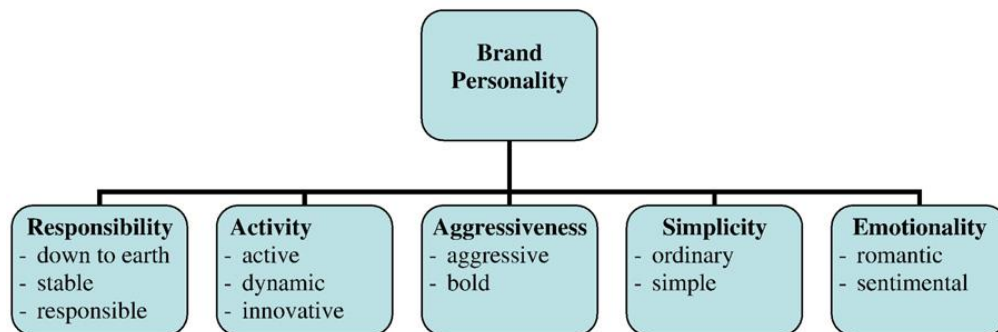 Brand
Personality
Responsibility
- down to earth
- stable
- responsible
Activity
- active
- dynamic
- innovative
Aggressiveness
- aggressive
- bold
Simplicity
- ordinary
- simple
Emotionality
- romantic
- sentimental